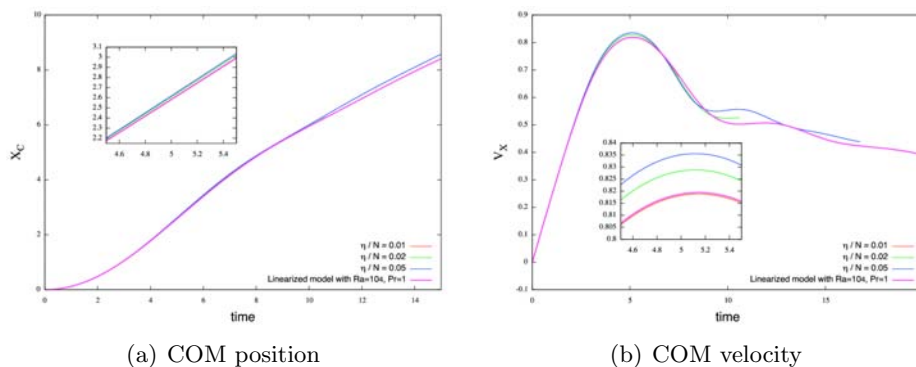 10
8
6
4
2
0
0 2 4 6 8 10 12 14
X_C
time
3.1
3
2.9
2.8
2.7
2.6
2.5
2.4
2.3
2.2
4.6 4.8 5 5.2 5.4
η / N = 0.01
η / N = 0.02
η / N = 0.05
Linearized model with Ra=104, Pr=1
(a) COM position
0.9
0.8
0.7
0.6
0.5
0.4
0.3
0.2
0.1
0
-0.1
0 5 10 15
V_X
time
0.84
0.835
0.83
0.825
0.82
0.815
0.81
0.805
0.8
4.6 4.8 5 5.2 5.4
η / N = 0.01
η / N = 0.02
η / N = 0.05
Linearized model with Ra=104, Pr=1
(b) COM velocity